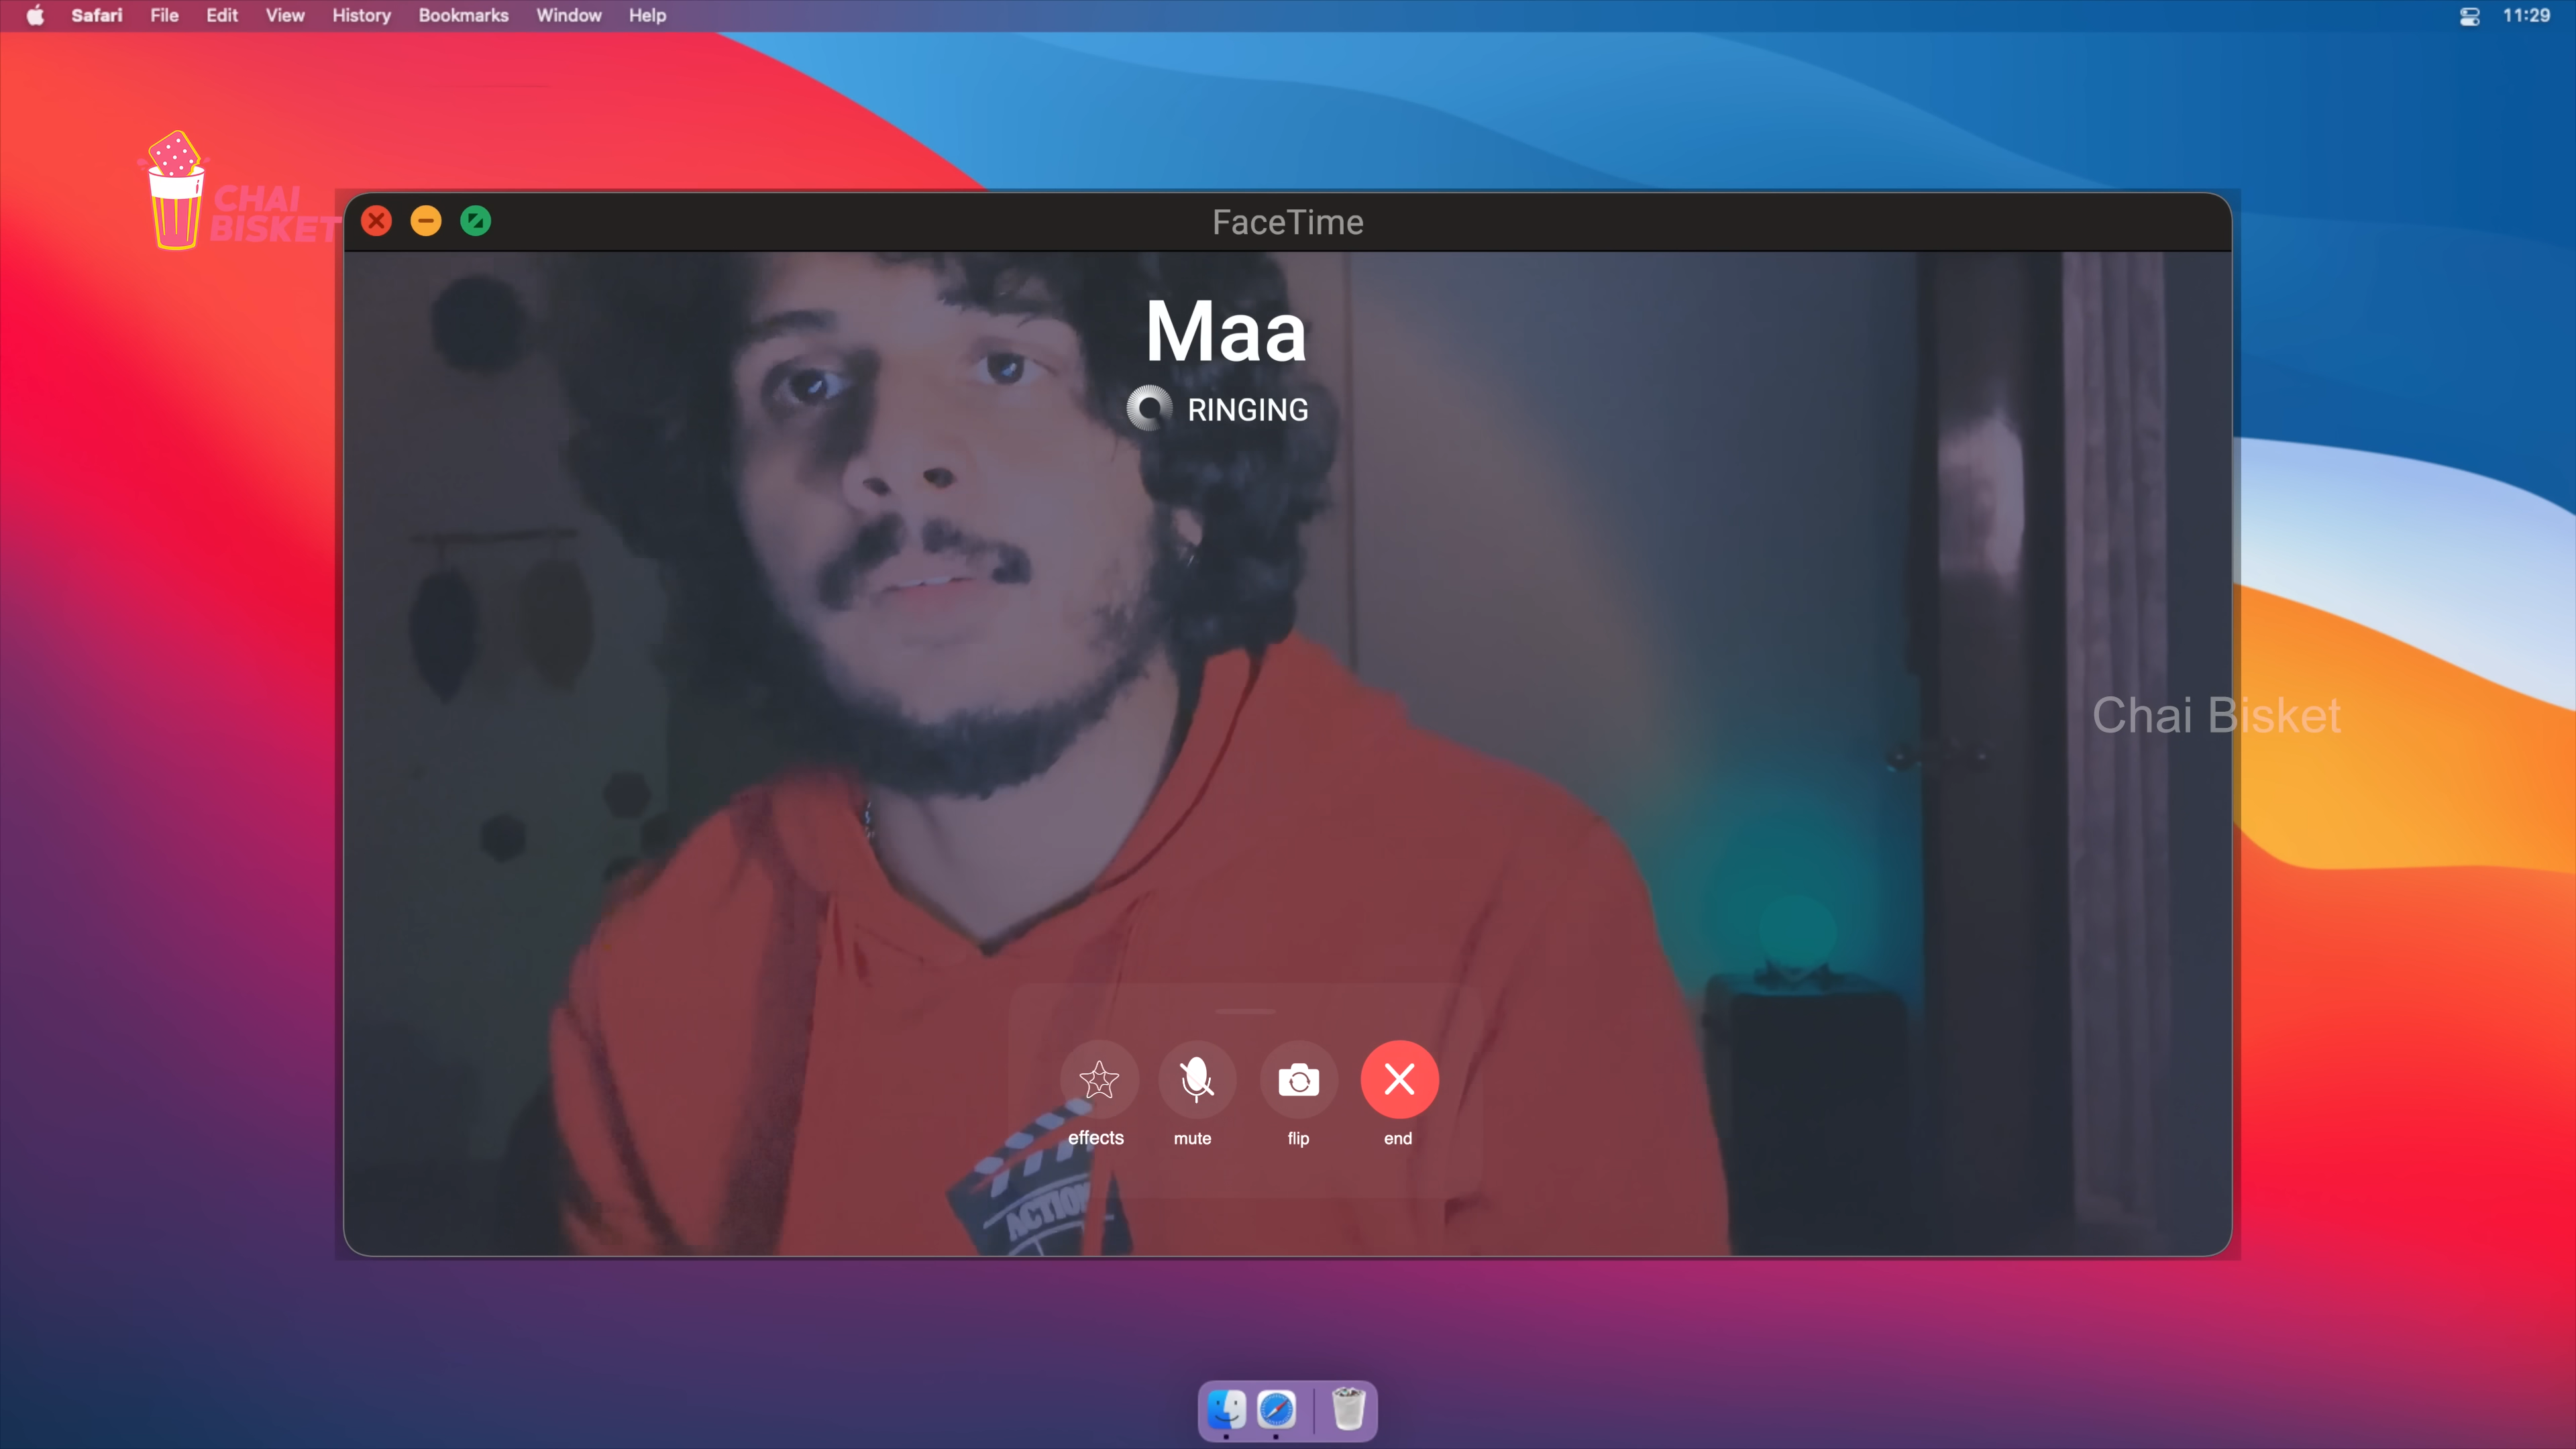 Safari File Edit View History Bookmarks Window Help 11:29
CHAI
BISKET
FaceTime
Maa
RINGING
Chai Bisket
effects mute flip end
ACTION